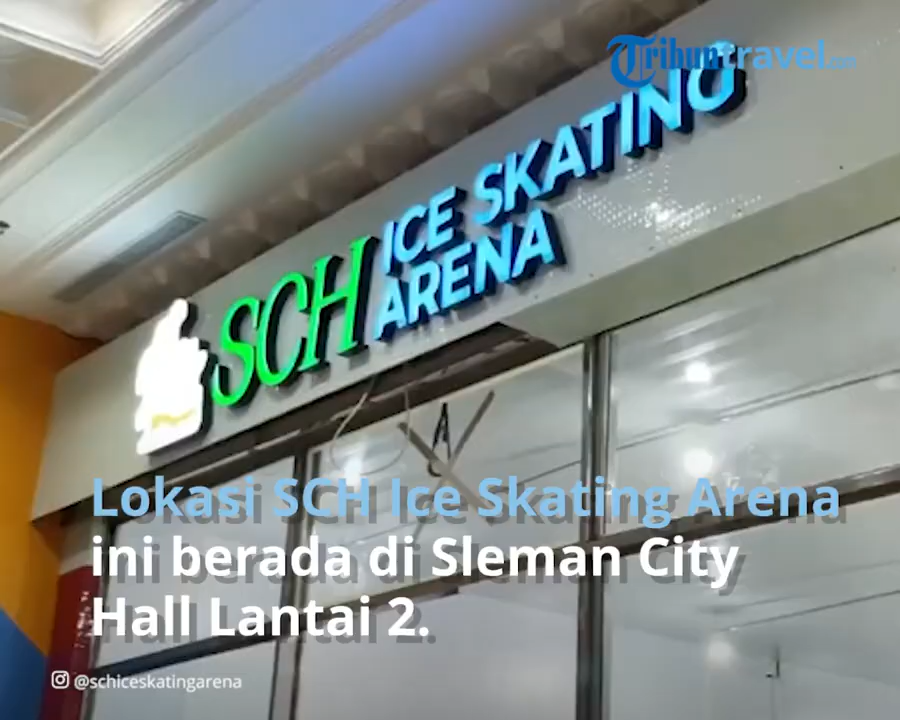 Tribuntravel.com
SCH ICE SKATING
ARENA
Lokasi SCH Ice Skating Arena
ini berada di Sleman City
Hall Lantai 2.
@schiceskatingarena